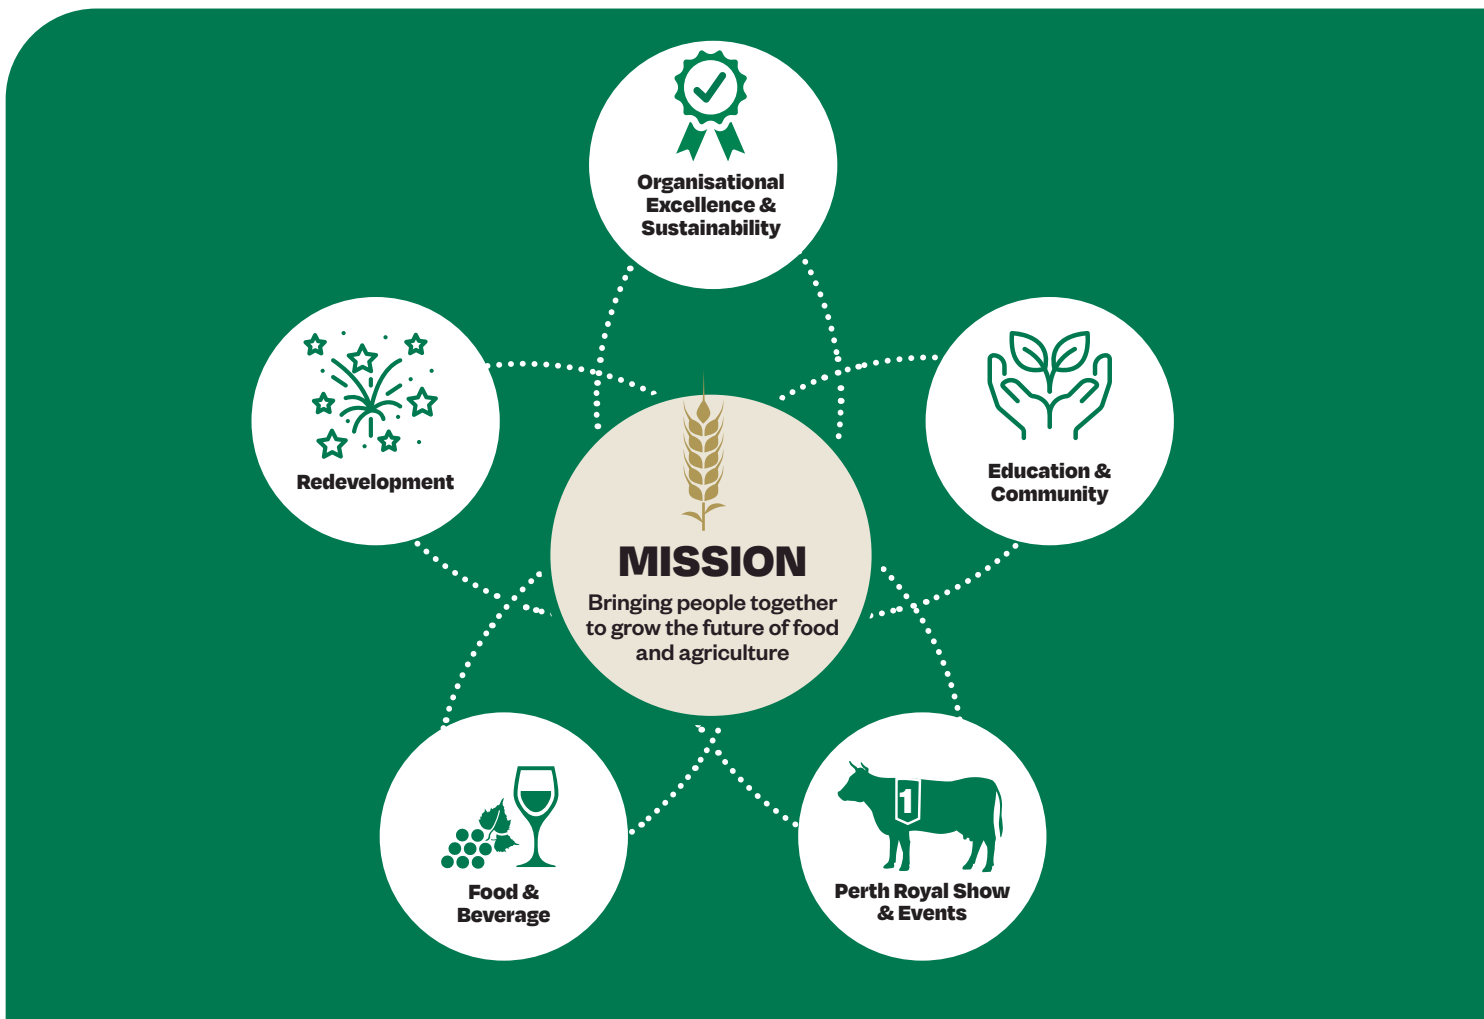 Organisational
Excellence &
Sustainability
Redevelopment
Education &
Community
MISSION
Bringing people together
to grow the future of food
and agriculture
Food &
Beverage
1
Perth Royal Show
& Events